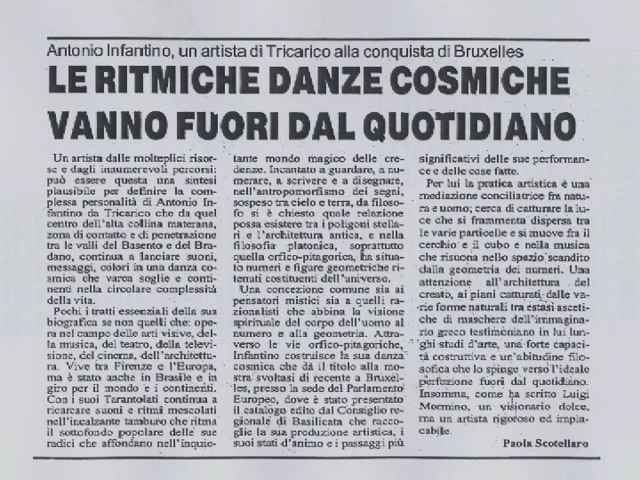 Antonio Infantino, un artista di Tricarico alla conquista di Bruxelles
LE RITMICHE DANZE COSMICHE
VANNO FUORI DAL QUOTIDIANO
Un artista dalle molteplici risor-
se e dagli innumerevoli percorsi:
può essere questa una sintesi
plausibile per definire la com-
plessa personalità di Antonio In-
fantino da Tricarico che da quel
centro dell'alta collina materana,
zona di contatto e di penetrazione
tra le valli del Basento e del Bra-
dano, continua a lanciare suoni,
messaggi, colori in una danza co-
smica che varca soglie e conti-
nenti nella circolare complessità
della vita.
Pochi i tratti essenziali della sua
biografica se non quelli che: ope-
ra nel campo delle arti visive, del-
la musica, del teatro, della televi-
sione, del cinema, dell'architettu-
ra. Vive tra Firenze e l'Europa,
ma è stato anche in Brasile e in
giro per il mondo e i continenti.
Con i suoi Tarantolati continua a
ricarcare suoni e ritmi mescolati
nell'incalzante tamburo che ritma
il sottofondo popolare delle sue
radici che affondano nell'inquie-
tante mondo magico delle cre-
denze. Incantato a guardare, a nu-
merare, a scrivere e a disegnare,
nell'antropomorfismo dei segni,
sospeso tra cielo e terra, da filoso-
fo si è chiesto quale relazione
possa esistere tra i poligoni stella-
ri e l'architettura antica, e nella
filosofia platonica, soprattutto
quella orfico-pitagorica, ha situa-
to numeri e figure geometriche ri-
tenuti costituenti dell'universo.
Una concezione comune sia ai
pensatori mistici sia a quelli ra-
zionalisti che abbina la visione
spirituale del corpo dell'uomo al
numero e alla geometria. Attra-
verso le vie orfico-pitagoriche,
Infantino costruisce la sua danza
cosmica che dà il titolo alla mo-
stra svoltasi di recente a Bruxel-
les, presso la sede del Parlamento
Europeo, dove è stato presentato
il catalogo edito dal Consiglio re-
gionale di Basilicata che racco-
glie la sua produzione artistica, i
suoi stati d'animo e i passaggi più
significativi delle sue performan-
ce e delle cose fatte.
Per lui la pratica artistica è una
mediazione conciliatrice fra natu-
ra e uomo; cerca di catturare la lu-
ce che si frammenta dispersa tra
le varie particelle e si muove fra il
cerchio e il cubo e nella musica
che risuona nello spazio scandito
dalla geometria dei numeri. Una
attenzione all'architettura del
creato, ai piani catturati dalle va-
rie forme naturali tra estasi asceti-
che di maschere dell'immagina-
rio greco testimoniano in lui lun-
ghi studi d'arte, una forte capaci-
tà costruttiva e un'abitudine filo-
sofica che lo spinge verso l'ideale
perfezione fuori dal quotidiano.
Insomma, come ha scritto Luigi
Mormino, un visionario dolce,
ma un artista rigoroso ed impla-
cabile.
Paola Scotellaro